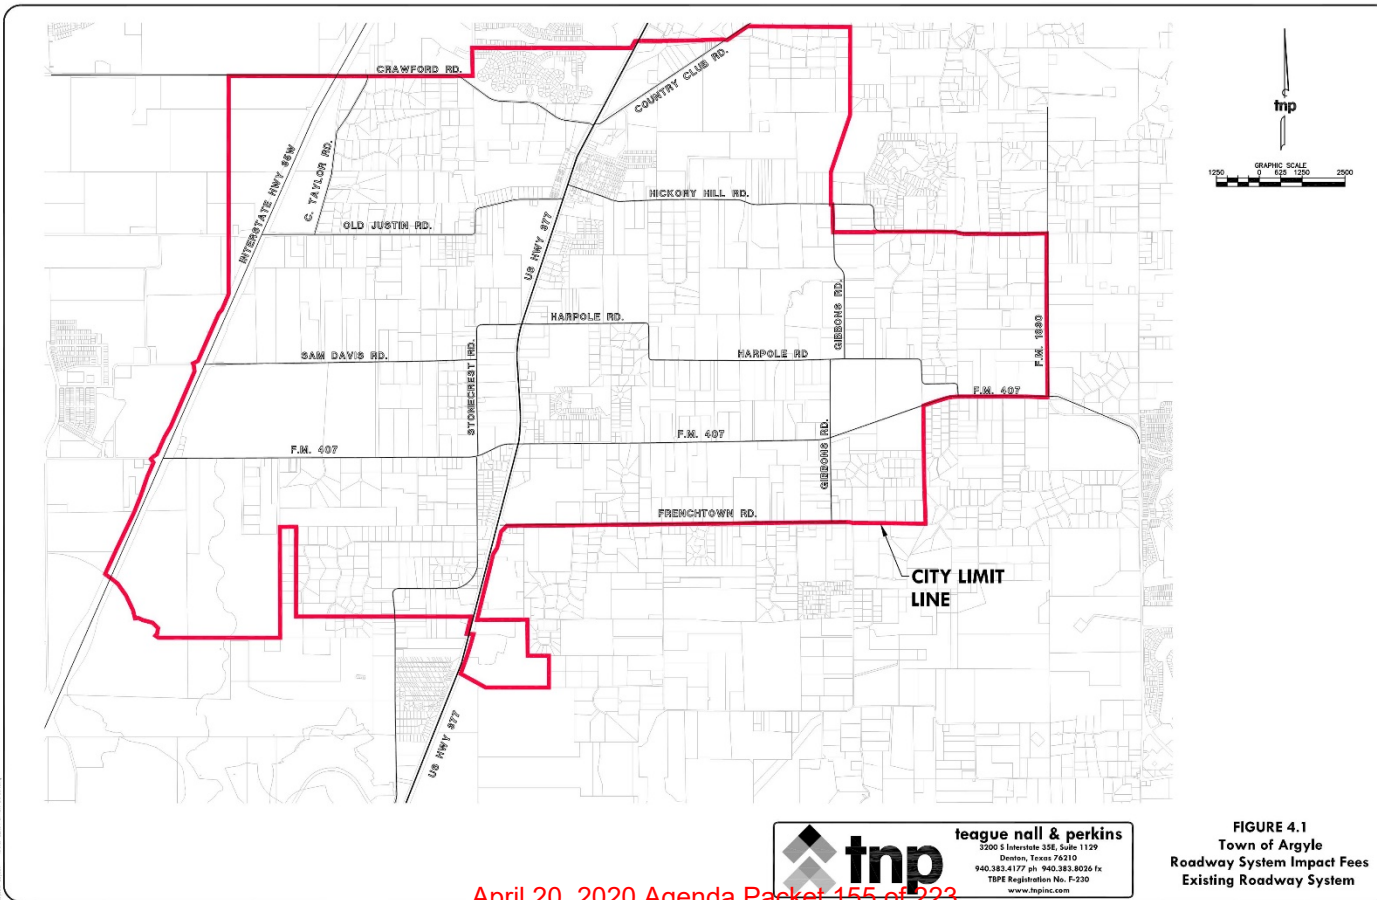 CRAWFORD RD.
COUNTRY CLUB RD.
INTERSTATE HWY 35W
C. TAYLOR RD.
OLD JUSTIN RD.
HICKORY HILL RD.
US HWY 377
HARPOLE RD.
SAM DAVIS RD.
STONECREST RD.
HARPOLE RD
GIBBONS RD.
F.M. 1830
F.M. 407
F.M. 407
F.M. 407
GIBBONS RD.
FRENCHTOWN RD.
CITY LIMIT
LINE
US HWY 377
tnp
GRAPHIC SCALE
1250 0 625 1250 2500
tnp
teague nall & perkins
3200 S Interstate 35E, Suite 1129
Denton, Texas 76210
940.383.4177 ph 940.383.8026 fx
TBPE Registration No. F-230
www.tnpinc.com
FIGURE 4.1
Town of Argyle
Roadway System Impact Fees
Existing Roadway System
April 20, 2020 Agenda Packet 155 of 223